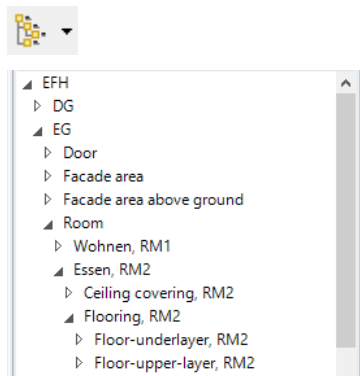 EFH
DG
EG
Door
Facade area
Facade area above ground
Room
Wohnen, RM1
Essen, RM2
Ceiling covering, RM2
Flooring, RM2
Floor-underlayer, RM2
Floor-upper-layer, RM2